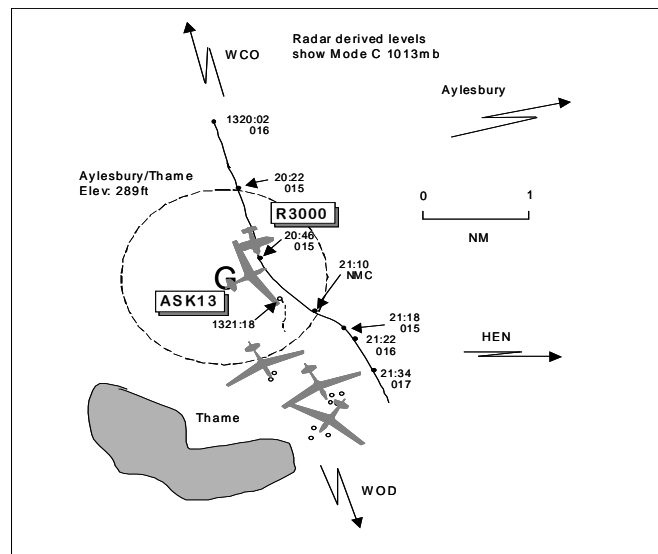 Radar derived levels
show Mode C 1013mb
WCO
Aylesbury
1320:02
016
Aylesbury/Thame
Elev: 289ft
20:22
015
0 1
NM
R3000
20:46
015
G
21:10
NMC
ASK13
1321:18
21:18
015
HEN
21:22
016
21:34
017
Thame
WOD